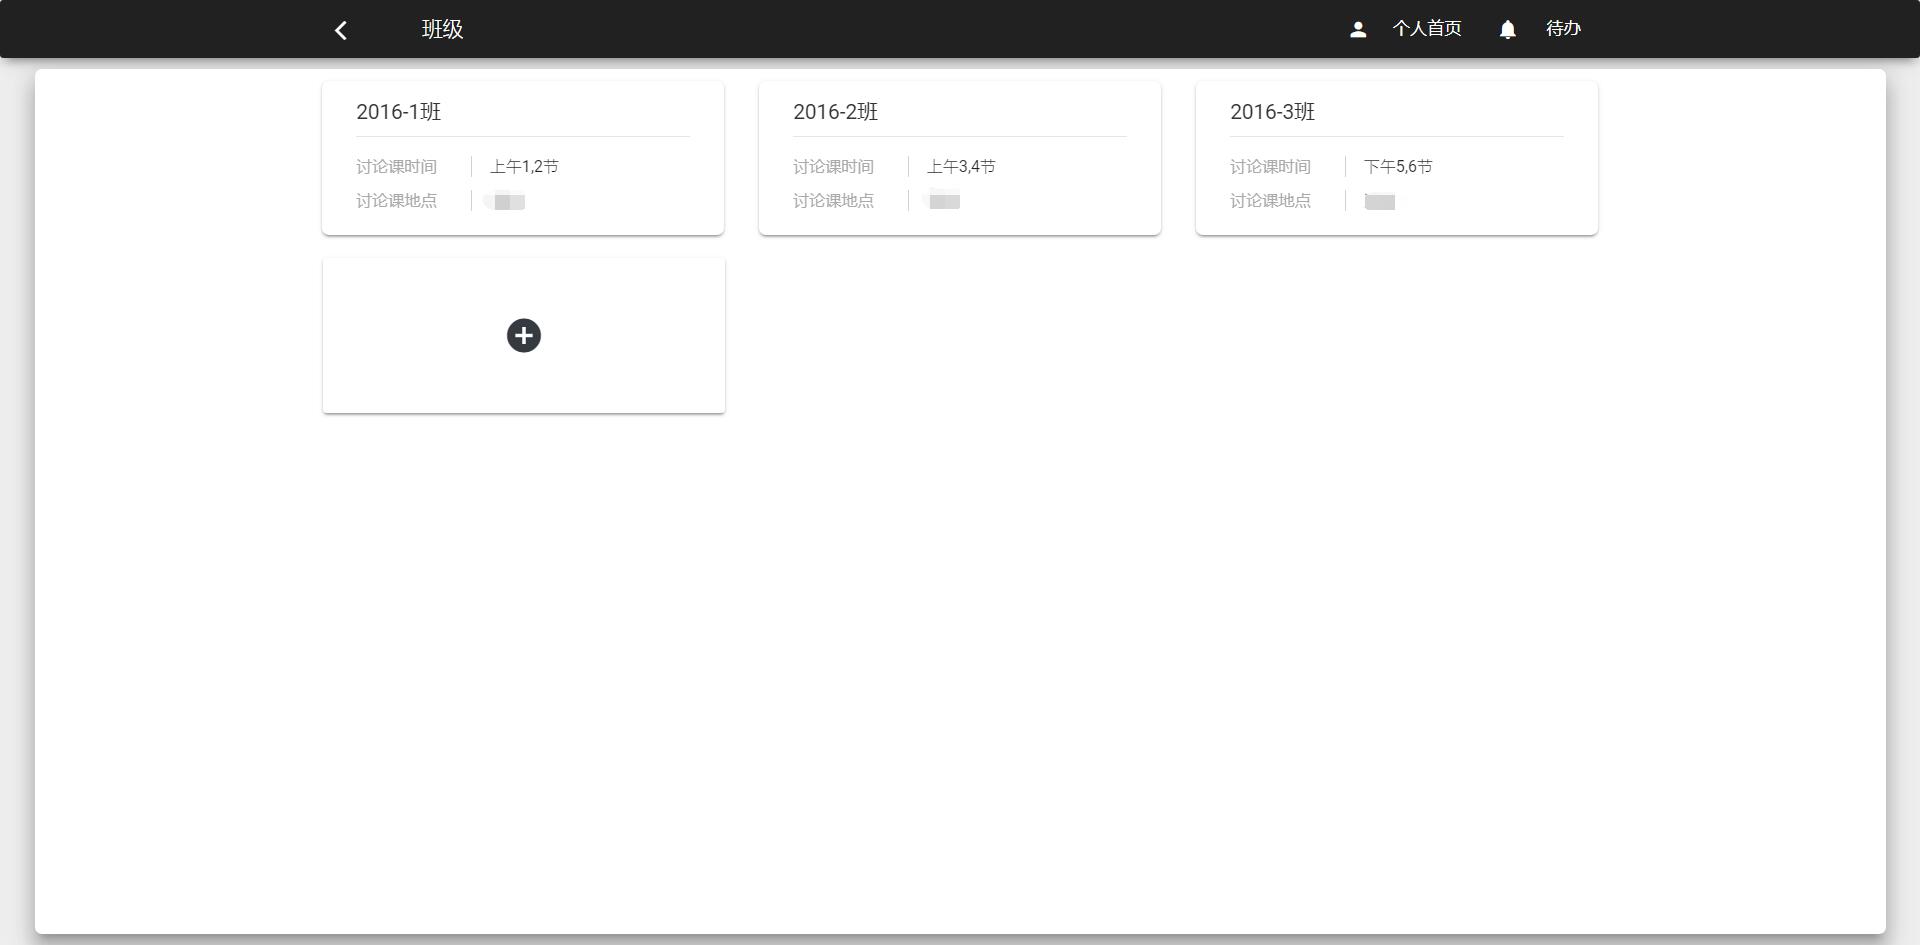 班级
个人首页
待办
2016-1班
讨论课时间 上午1,2节
讨论课地点
2016-2班
讨论课时间 上午3,4节
讨论课地点
2016-3班
讨论课时间 下午5,6节
讨论课地点